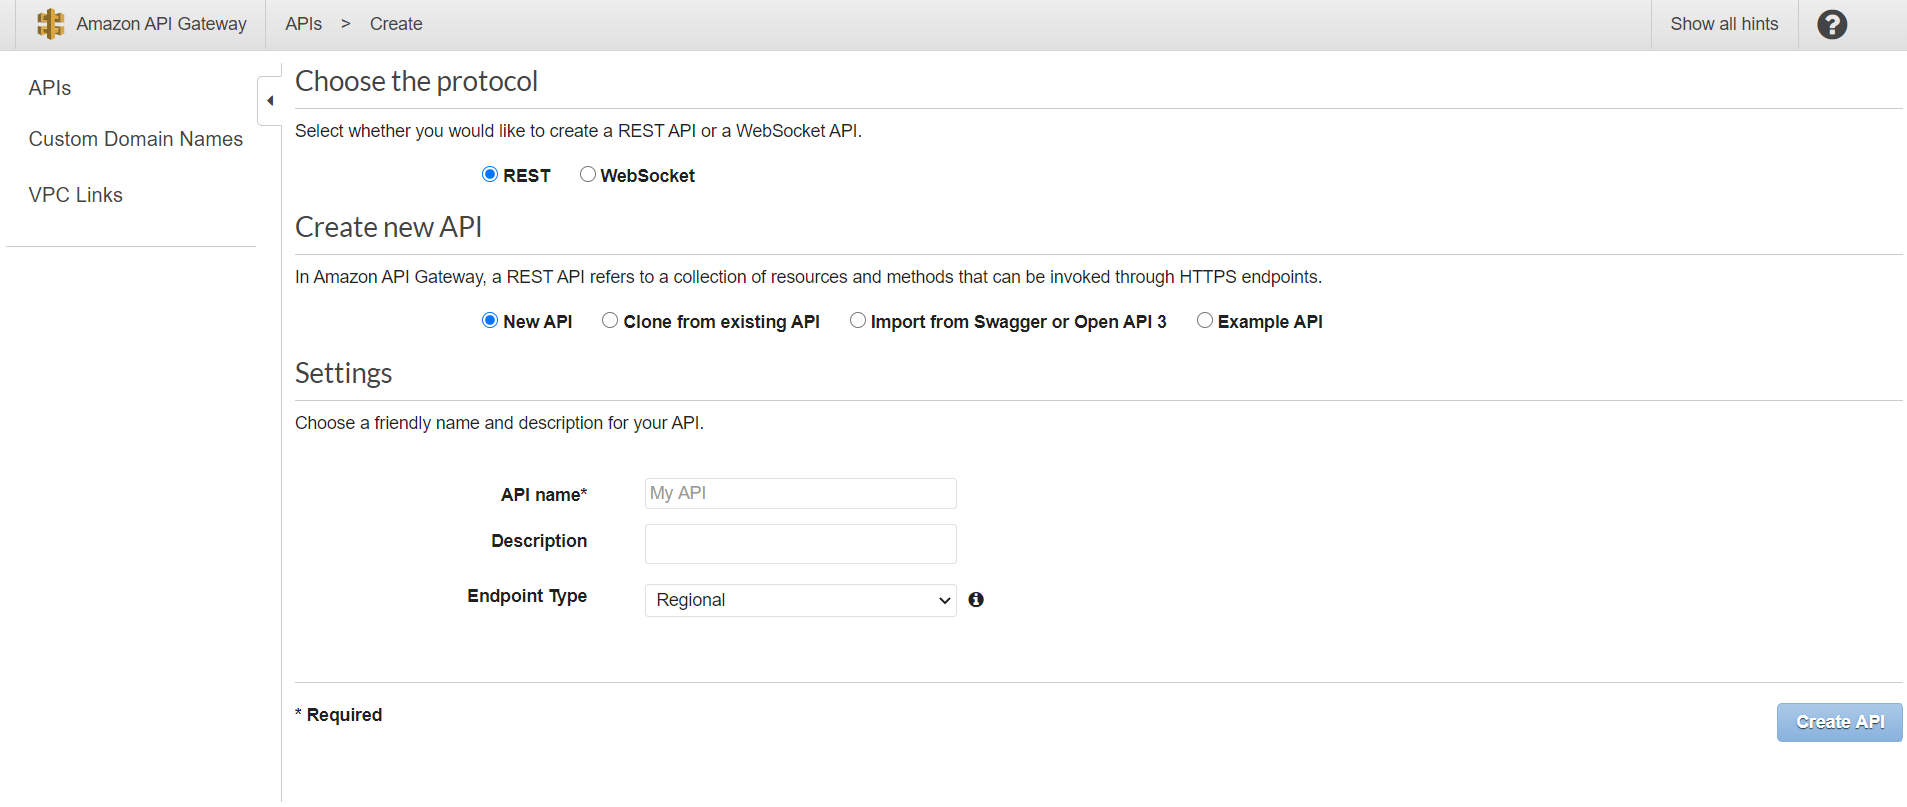 Amazon API Gateway APIs > Create Show all hints
APIs
Custom Domain Names
VPC Links
Choose the protocol
Select whether you would like to create a REST API or a WebSocket API.
REST WebSocket
Create new API
In Amazon API Gateway, a REST API refers to a collection of resources and methods that can be invoked through HTTPS endpoints.
New API Clone from existing API Import from Swagger or Open API 3 Example API
Settings
Choose a friendly name and description for your API.
API name* My API
Description
Endpoint Type Regional
* Required
Create API